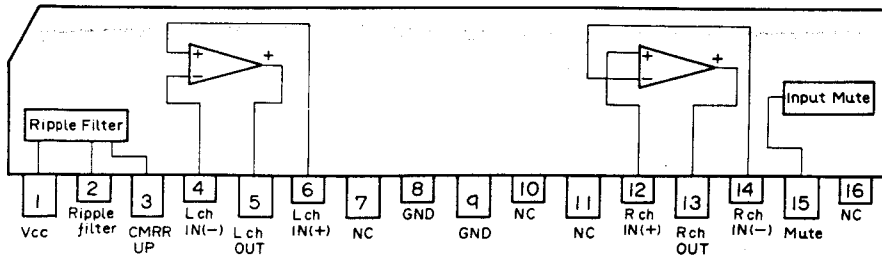 +
+
−
+
+
−
Ripple Filter
Input Mute
1
2
3
4
5
6
7
8
9
10
11
12
13
14
15
16
Vcc
Ripple
filter
CMRR
UP
L ch
IN(−)
L ch
OUT
L ch
IN(+)
NC
GND
GND
NC
NC
R ch
IN(+)
R ch
OUT
R ch
IN(−)
Mute
NC